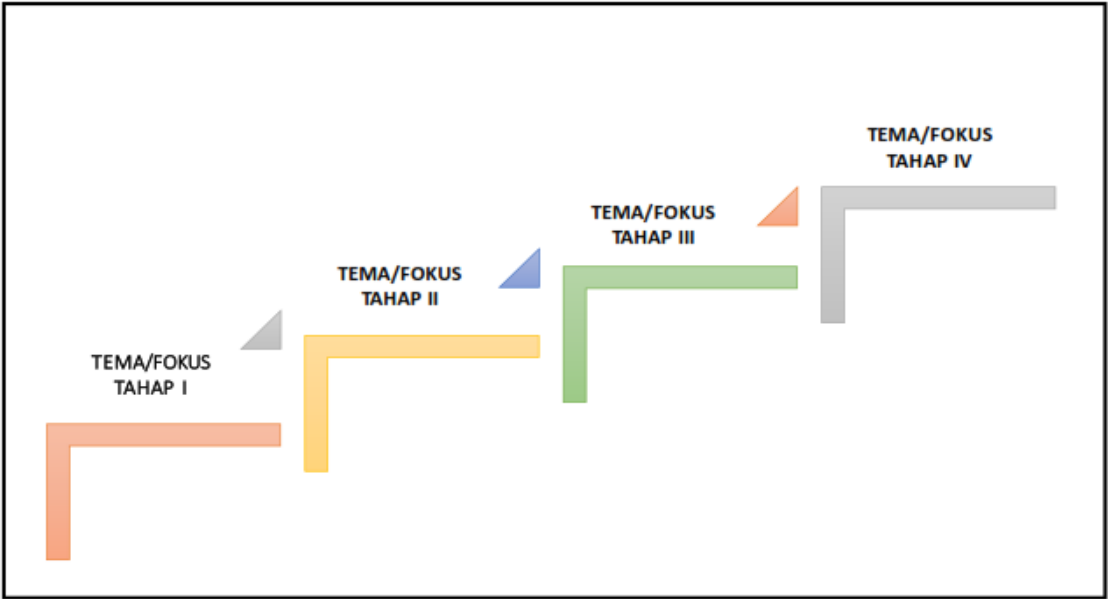 TEMA/FOKUS
TAHAP I
TEMA/FOKUS
TAHAP II
TEMA/FOKUS
TAHAP III
TEMA/FOKUS
TAHAP IV